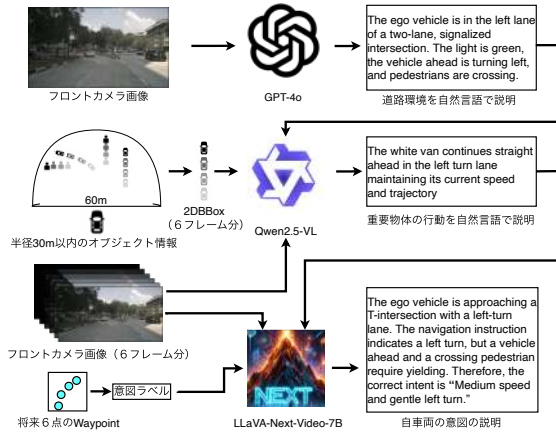 The ego vehicle is in the left lane
of a two-lane, signalized
intersection. The light is green,
the vehicle ahead is turning left,
and pedestrians are crossing.
フロントカメラ画像
GPT-4o
道路環境を自然言語で説明
60m
半径30m以内のオブジェクト情報
2DBBox
（６フレーム分）
Qwen2.5-VL
The white van continues straight
ahead in the left turn lane
maintaining its current speed
and trajectory
重要物体の行動を自然言語で説明
フロントカメラ画像（６フレーム分）
将来６点のWaypoint
意図ラベル
NEXT
LLaVA-Next-Video-7B
The ego vehicle is approaching a
T-intersection with a left-turn
lane. The navigation instruction
indicates a left turn, but a vehicle
ahead and a crossing pedestrian
require yielding. Therefore, the
correct intent is “Medium speed
and gentle left turn.”
自車両の意図の説明